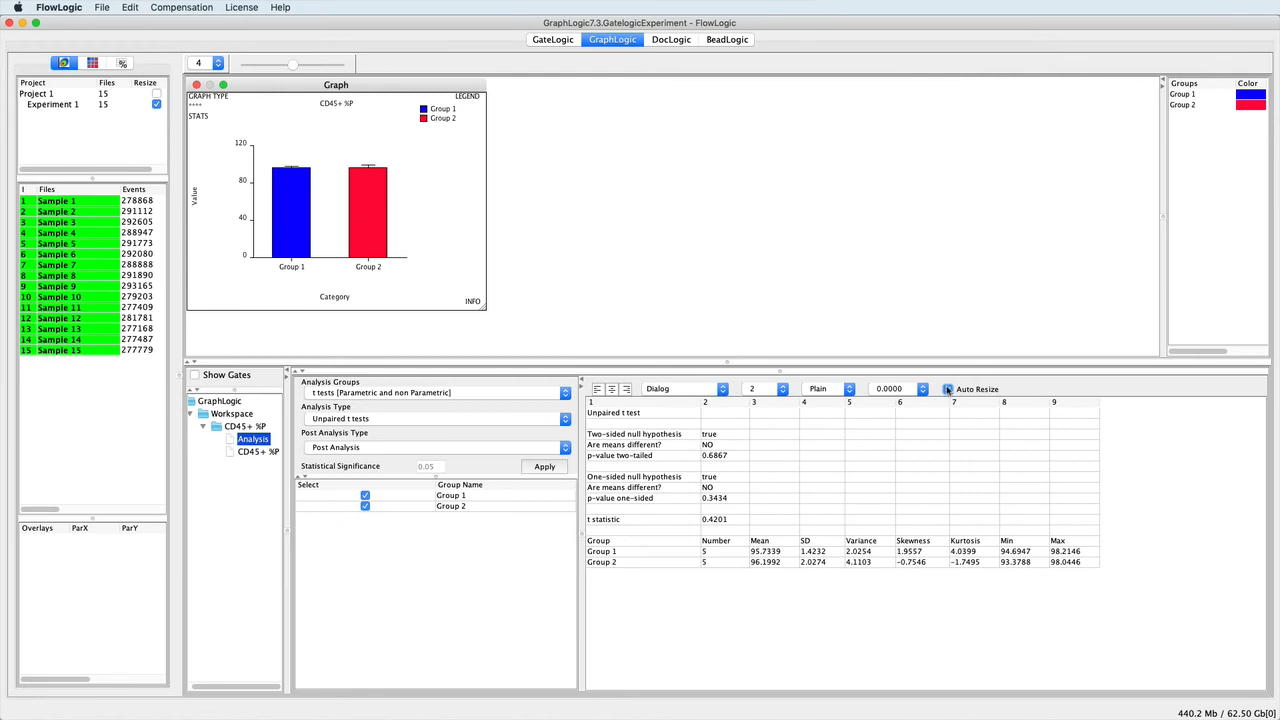 FlowLogic File Edit Compensation License Help
GraphLogic7.3.GatelogicExperiment - FlowLogic
GateLogic GraphLogic DocLogic BeadLogic
%
4
Project Files Resize
Project 1 15
Experiment 1 15
I Files Events
1 Sample 1 278868
2 Sample 2 291112
3 Sample 3 292605
4 Sample 4 288947
5 Sample 5 291773
6 Sample 6 292080
7 Sample 7 288888
8 Sample 8 291890
9 Sample 9 293165
10 Sample 10 279203
11 Sample 11 277409
12 Sample 12 281781
13 Sample 13 277168
14 Sample 14 277487
15 Sample 15 277779
Overlays ParX ParY
Graph
GRAPH TYPE
****
STATS
CD45+ %P
LEGEND
Group 1
Group 2
Value
120
80
40
0
Group 1 Group 2
Category
INFO
Groups Color
Group 1
Group 2
Show Gates
GraphLogic
Workspace
CD45+ %P
Analysis
CD45+ %P
Analysis Groups
t tests [Parametric and non Parametric]
Analysis Type
Unpaired t tests
Post Analysis Type
Post Analysis
Statistical Significance 0.05 Apply
Select Group Name
Group 1
Group 2
Dialog 2 Plain 0.0000 Auto Resize
1 2 3 4 5 6 7 8 9
Unpaired t test
Two-sided null hypothesis true
Are means different? NO
p-value two-tailed 0.6867
One-sided null hypothesis true
Are means different? NO
p-value one-sided 0.3434
t statistic 0.4201
Group Number Mean SD Variance Skewness Kurtosis Min Max
Group 1 5 95.7339 1.4232 2.0254 1.9557 4.0399 94.6947 98.2146
Group 2 5 96.1992 2.0274 4.1103 -0.7546 -1.7495 93.3788 98.0446
440.2 Mb / 62.50 Gb[0]